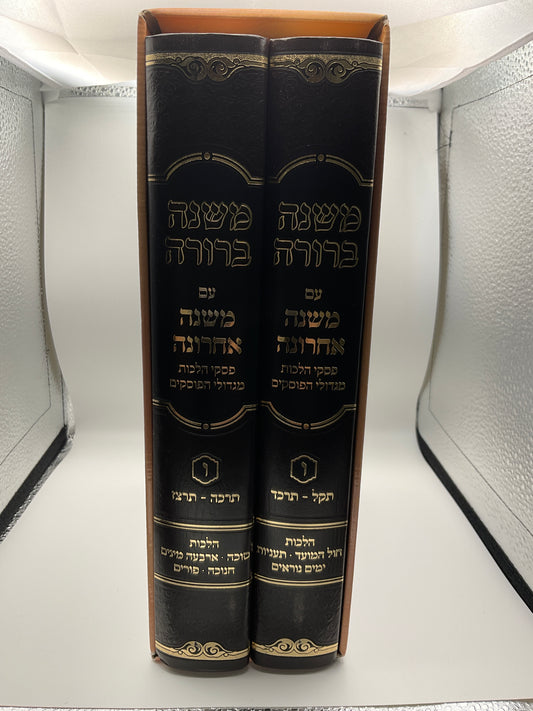 משנה
ברורה
עם
משנה
אחרונה
פסקי הלכות
מגדולי הפוסקים
ו
תקל - תרכד
הלכות
חול המועד · תעניות
ימים נוראים
משנה
ברורה
עם
משנה
אחרונה
פסקי הלכות
מגדולי הפוסקים
ו
תרכה - תרצז
הלכות
סוכה · ארבעה מינים
חנוכה · פורים